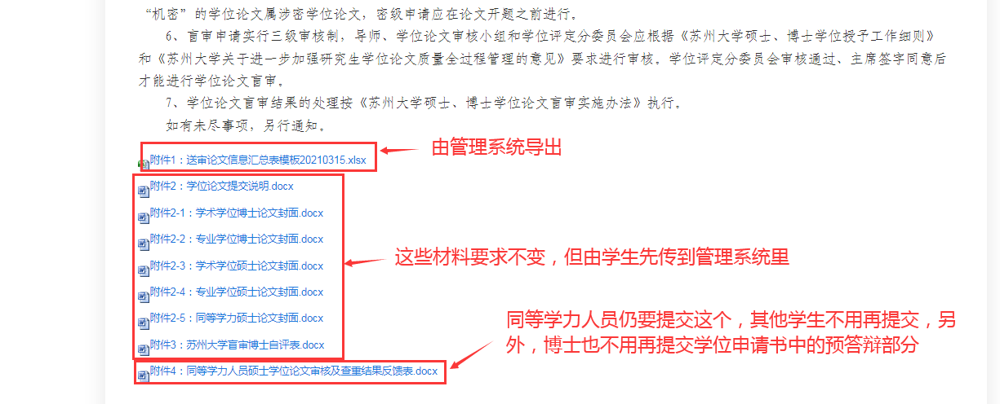 “机密”的学位论文属涉密学位论文，密级申请应在论文开题之前进行。
6、盲审申请实行三级审核制，导师、学位论文审核小组和学位评定分委员会应根据《苏州大学硕士、博士学位授予工作细则》
和《苏州大学关于进一步加强研究生学位论文质量全过程管理的意见》要求进行审核。学位评定分委员会审核通过、主席签字同意后
才能进行学位论文盲审。
7、学位论文盲审结果的处理按《苏州大学硕士、博士学位论文盲审实施办法》执行。
如有未尽事项，另行通知。
附件1：送审论文信息汇总表模板20210315.xlsx
由管理系统导出
附件2：学位论文提交说明.docx
附件2-1：学术学位博士论文封面.docx
附件2-2：专业学位博士论文封面.docx
附件2-3：学术学位硕士论文封面.docx
这些材料要求不变，但由学生先传到管理系统里
附件2-4：专业学位硕士论文封面.docx
附件2-5：同等学力硕士论文封面.docx
附件3：苏州大学盲审博士自评表.docx
同等学力人员仍要提交这个，其他学生不用再提交，另
外，博士也不用再提交学位申请书中的预答辩部分
附件4：同等学力人员硕士学位论文审核及查重结果反馈表.docx